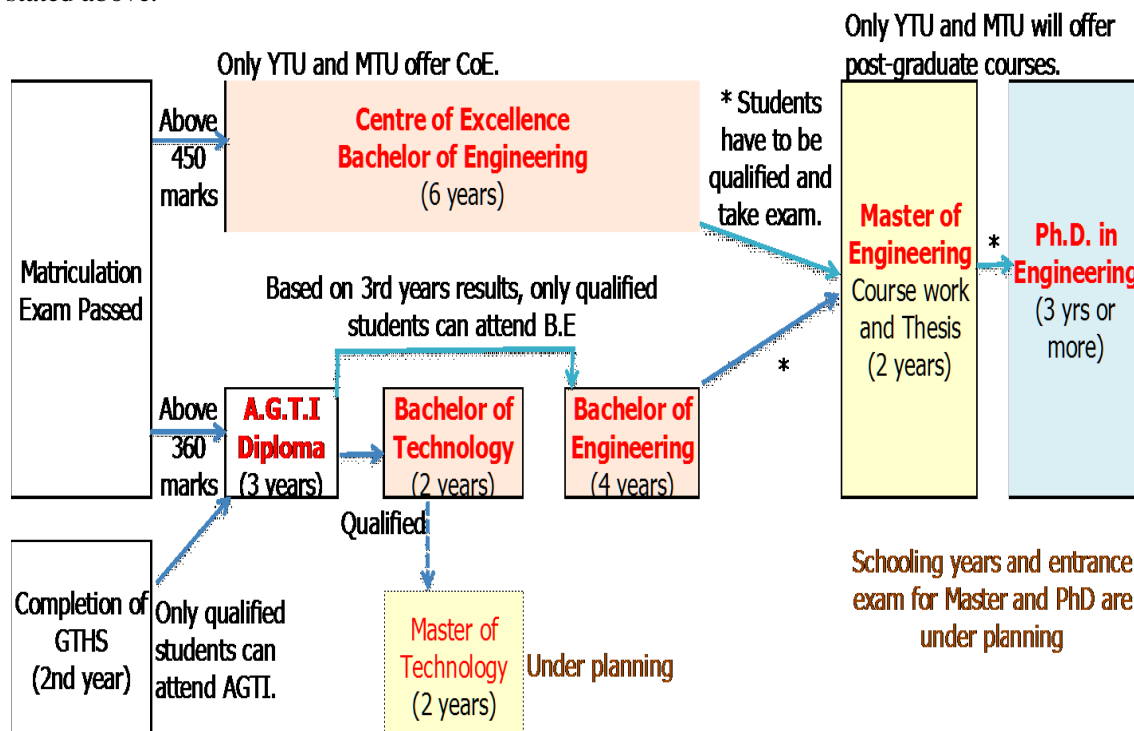 stated above.
Only YTU and MTU will offer
post-graduate courses.
Only YTU and MTU offer CoE.
Above
450
marks
Centre of Excellence
Bachelor of Engineering
(6 years)
* Students
have to be
qualified and
take exam.
Master of
Engineering
Course work
and Thesis
(2 years)
*
Ph.D. in
Engineering
(3 yrs or
more)
Matriculation
Exam Passed
Based on 3rd years results, only qualified
students can attend B.E
*
Above
360
marks
A.G.T.I
Diploma
(3 years)
Bachelor of
Technology
(2 years)
Bachelor of
Engineering
(4 years)
Qualified
Completion of
GTHS
(2nd year)
Only qualified
students can
attend AGTI.
Master of
Technology
(2 years)
Under planning
Schooling years and entrance
exam for Master and PhD are
under planning